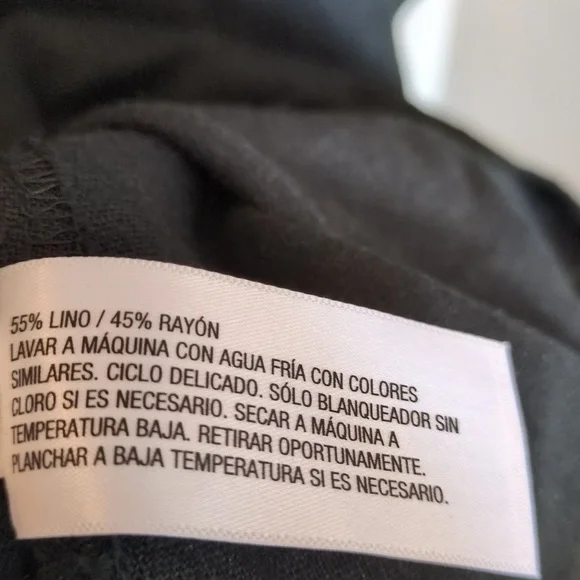 55% LINO / 45% RAYÓN
LAVAR A MÁQUINA CON AGUA FRÍA CON COLORES
SIMILARES. CICLO DELICADO. SÓLO BLANQUEADOR SIN
CLORO SI ES NECESARIO. SECAR A MÁQUINA A
TEMPERATURA BAJA. RETIRAR OPORTUNAMENTE.
PLANCHAR A BAJA TEMPERATURA SI ES NECESARIO.